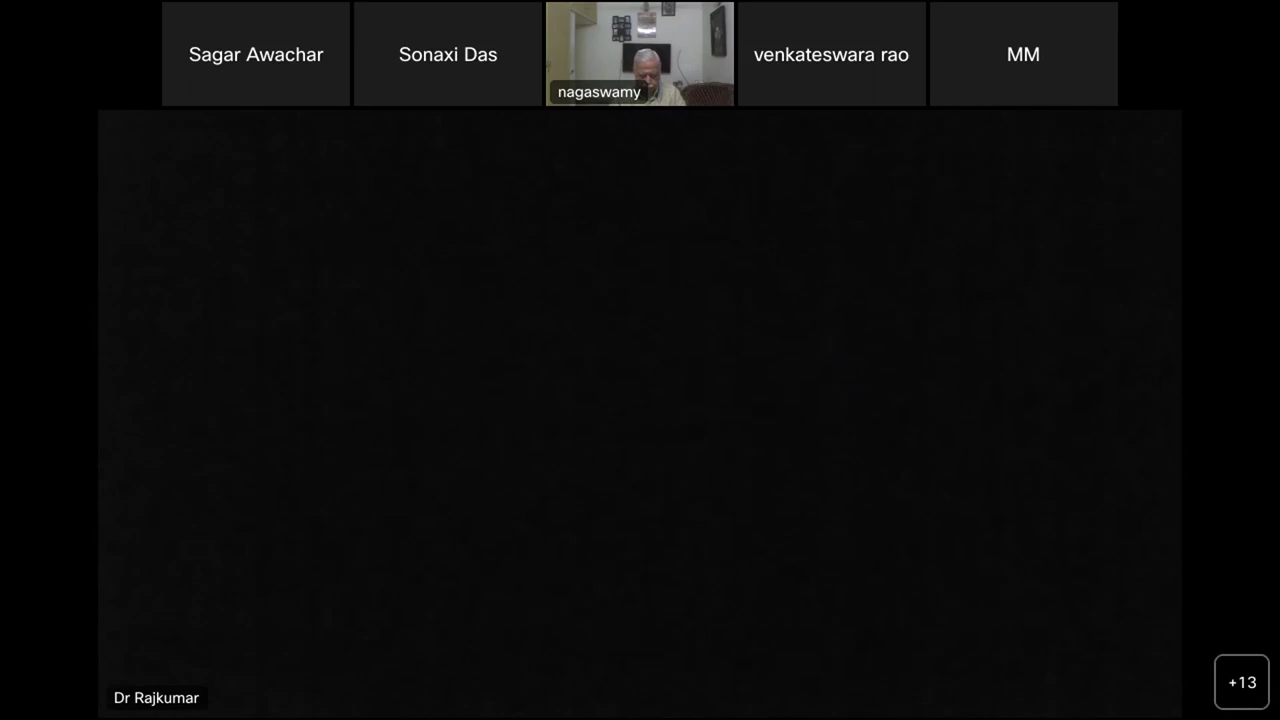 Sagar Awachar
Sonaxi Das
nagaswamy
venkateswara rao
MM
Dr Rajkumar
+13